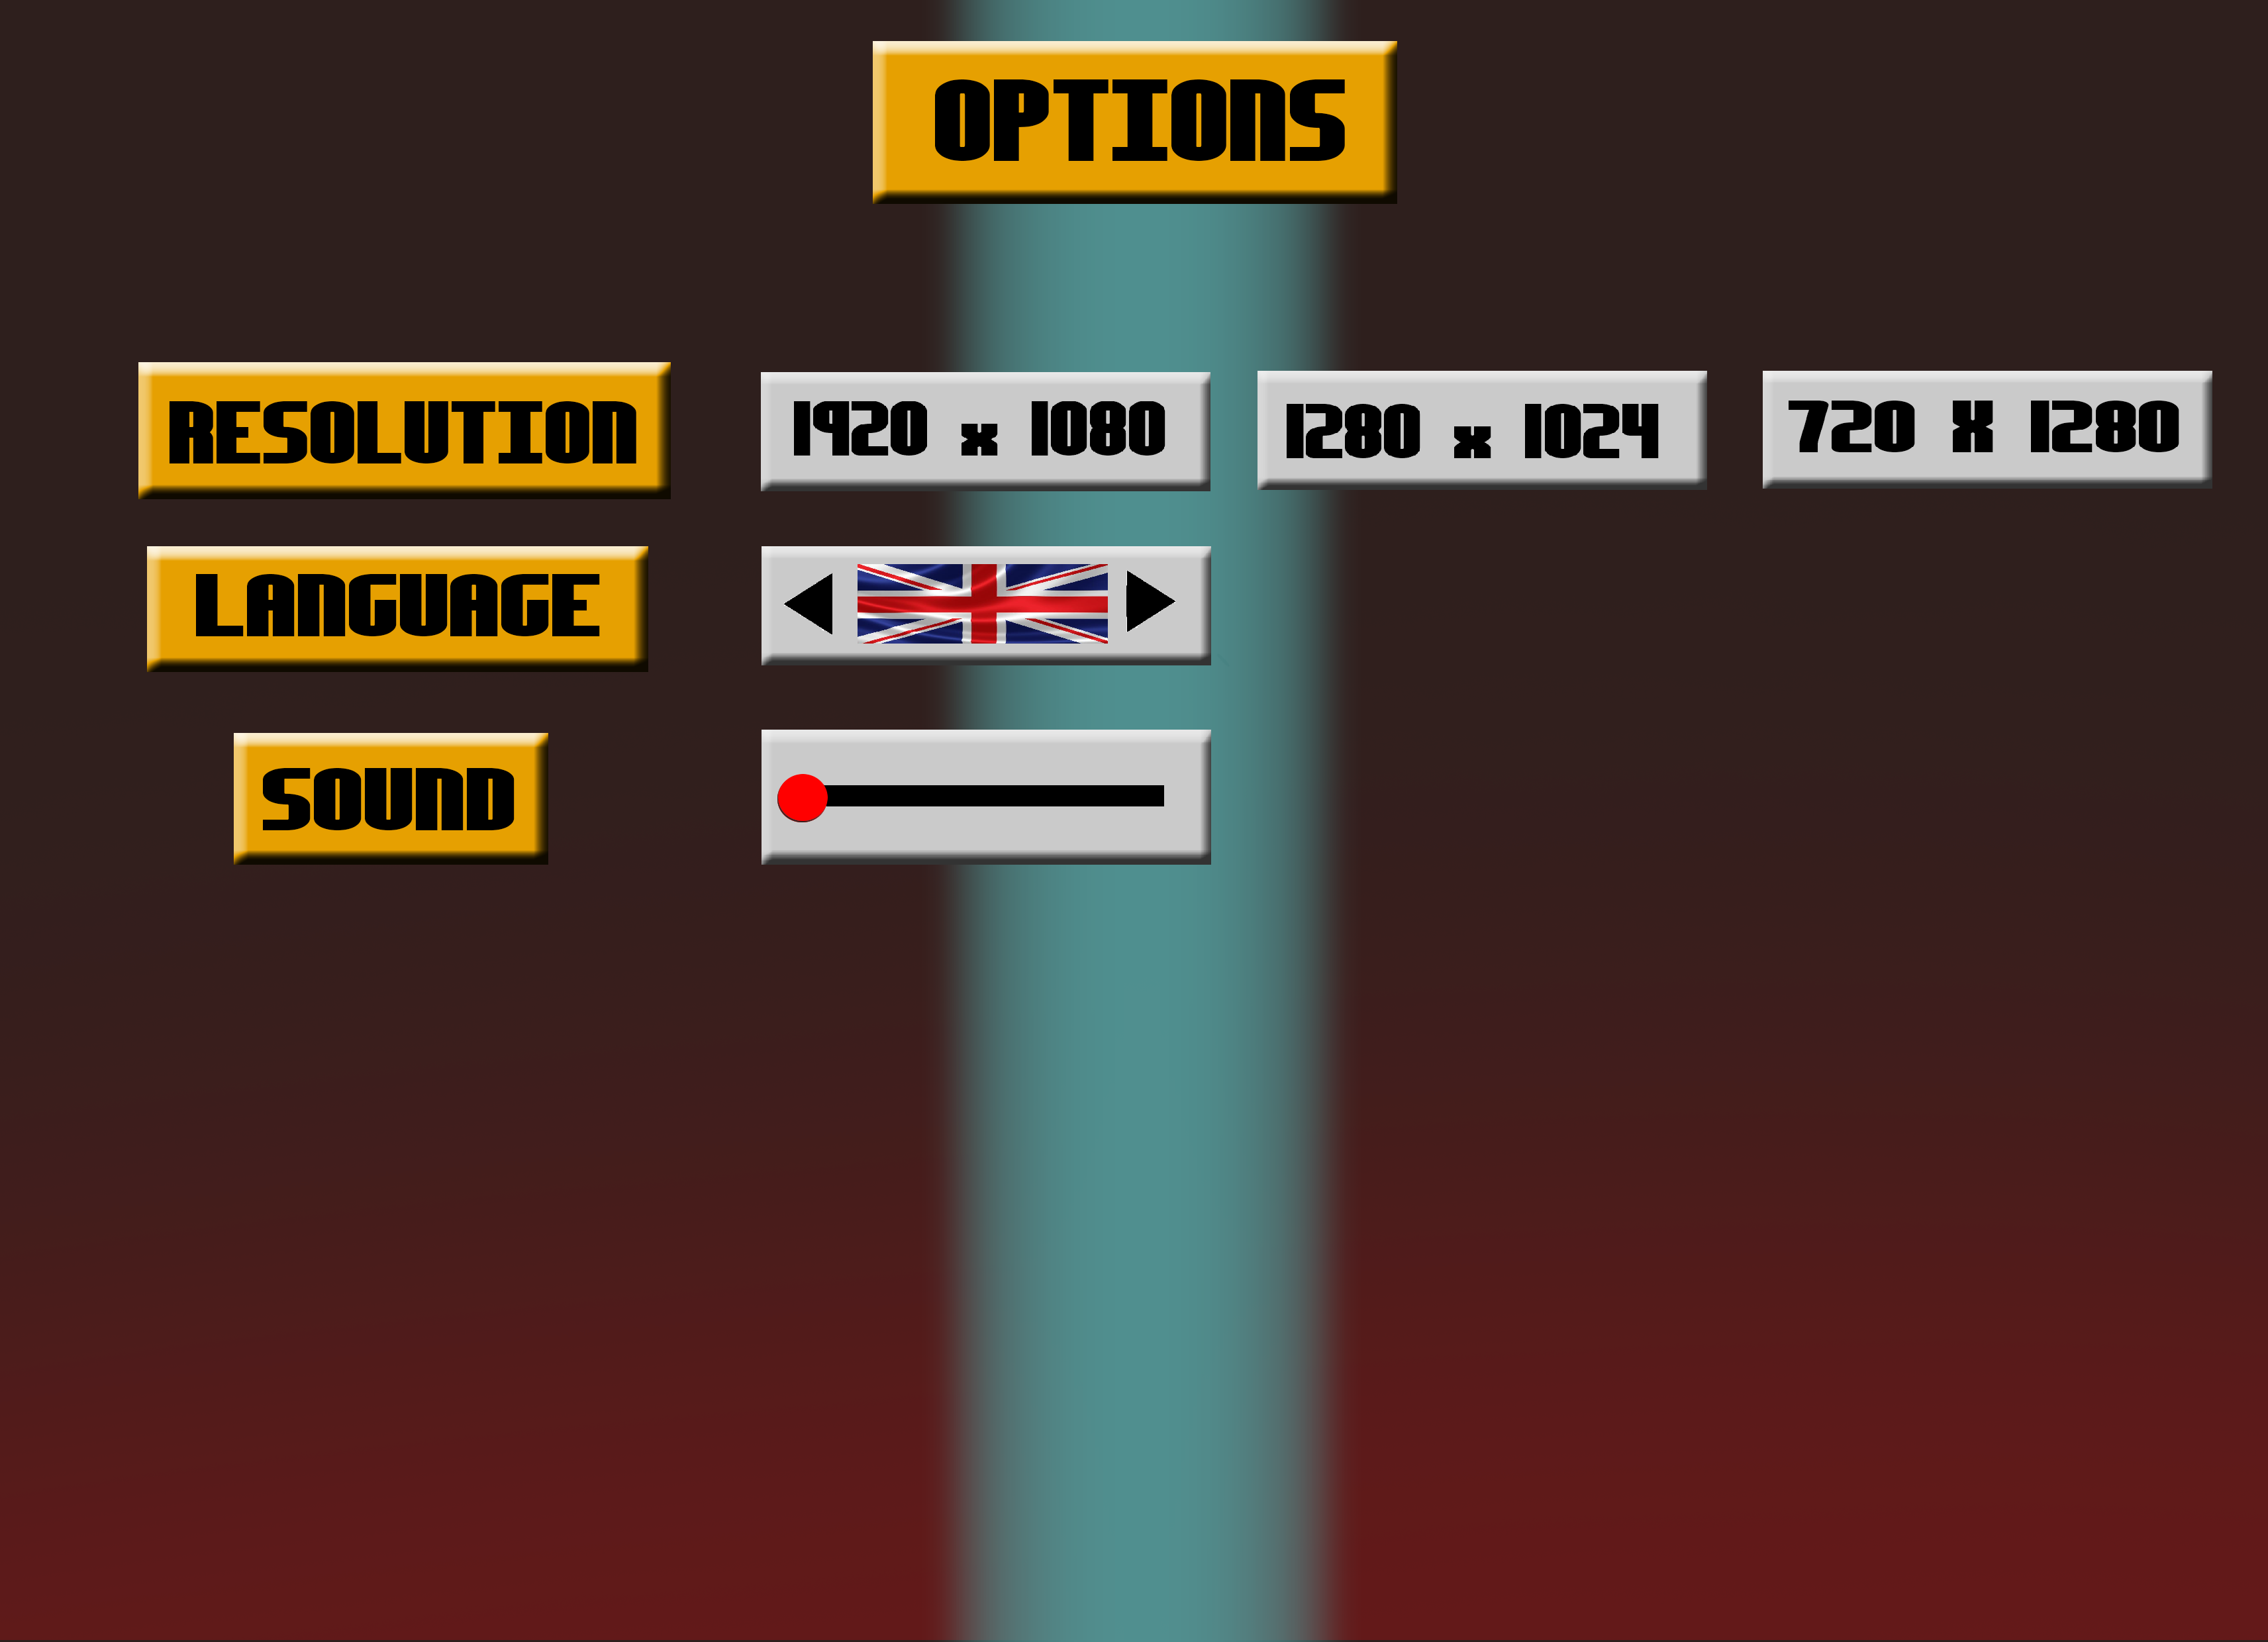 OPTIONS
RESOLUTION
1920 x 1080
1280 x 1024
720 X 1280
LANGUAGE
SOUND